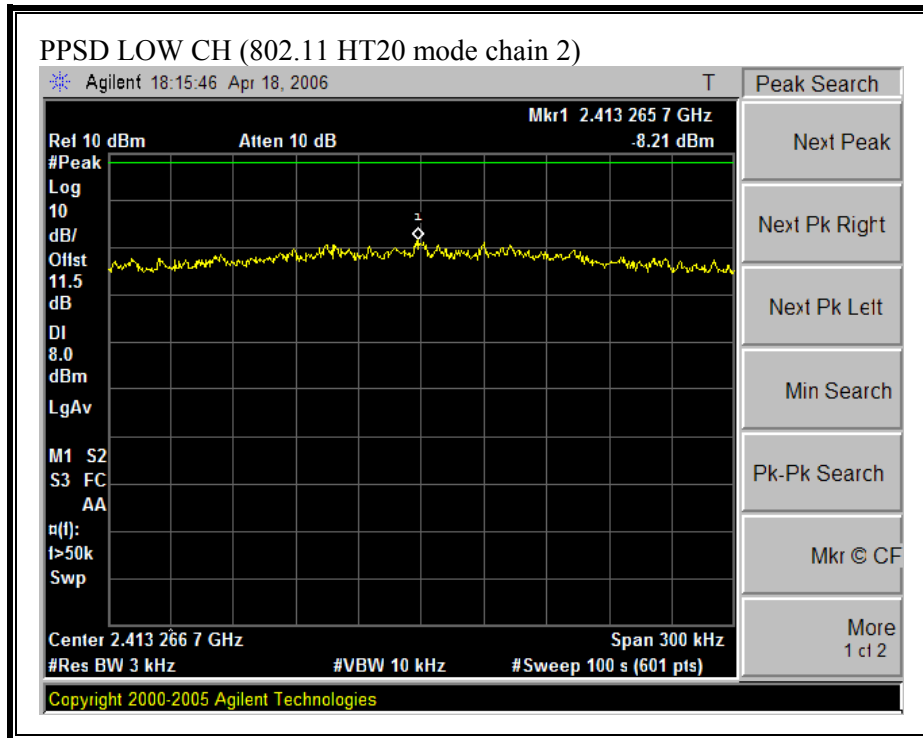 PPSD LOW CH (802.11 HT20 mode chain 2)
Agilent 18:15:46 Apr 18, 2006 T
Peak Search
Mkr1 2.413 265 7 GHz
Ref 10 dBm Atten 10 dB -8.21 dBm
#Peak
Log
10
dB/
Offst
11.5
dB
DI
8.0
dBm
LgAv
M1 S2
S3 FC
AA
¤(f):
f>50k
Swp
1
Center 2.413 266 7 GHz Span 300 kHz
#Res BW 3 kHz #VBW 10 kHz #Sweep 100 s (601 pts)
Copyright 2000-2005 Agilent Technologies
Next Peak
Next Pk Right
Next Pk Left
Min Search
Pk-Pk Search
Mkr © CF
More
1 of 2